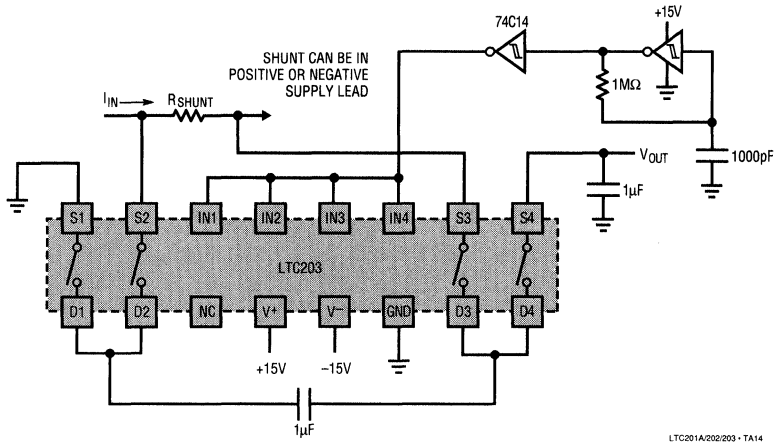 74C14
+15V
SHUNT CAN BE IN
POSITIVE OR NEGATIVE
SUPPLY LEAD
IIN
RSHUNT
1MΩ
1000pF
VOUT
1µF
S1 S2 IN1 IN2 IN3 IN4 S3 S4
LTC203
D1 D2 NC V+ V− GND D3 D4
+15V −15V
1µF
LTC201A/202/203 • TA14